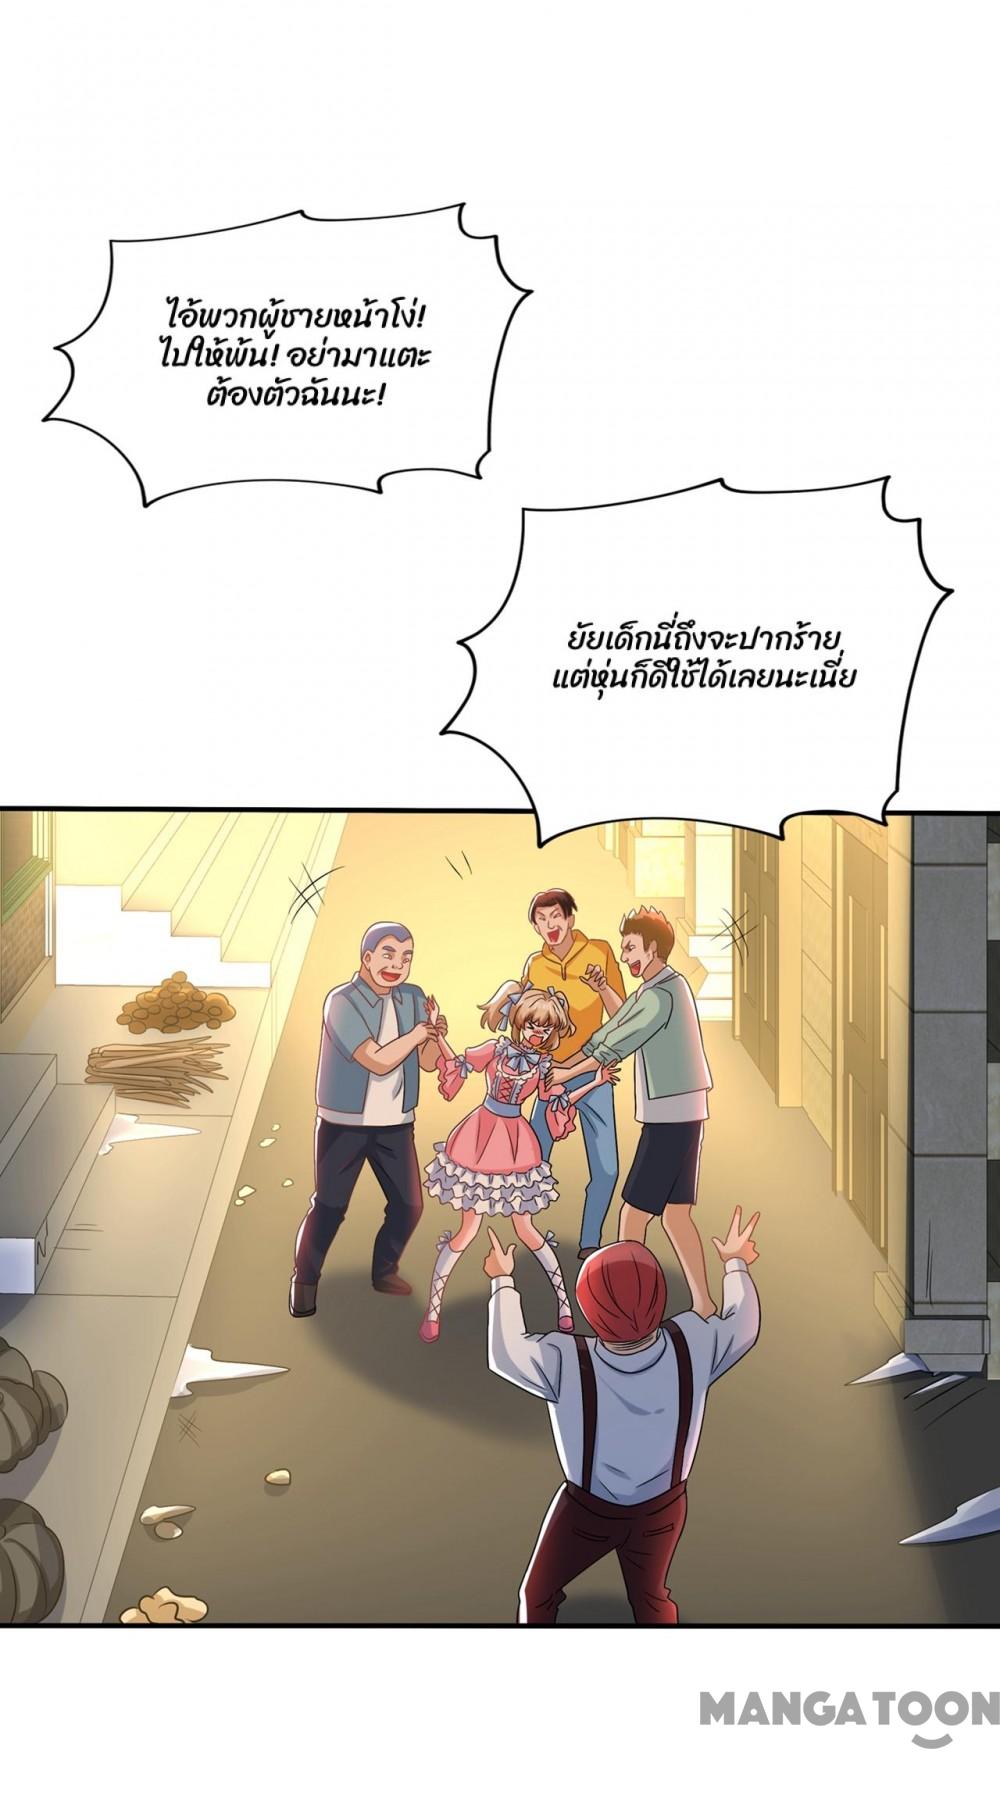 ไอ้พวกผู้ชายหน้าโง่!
ไปให้พ้น! อย่ามาแตะ
ต้องตัวฉันนะ!
ยัยเด็กนี่ถึงจะปากร้าย
แต่หุ่นก็ดีใช้ได้เลยนะเนี่ย
MANGATOON